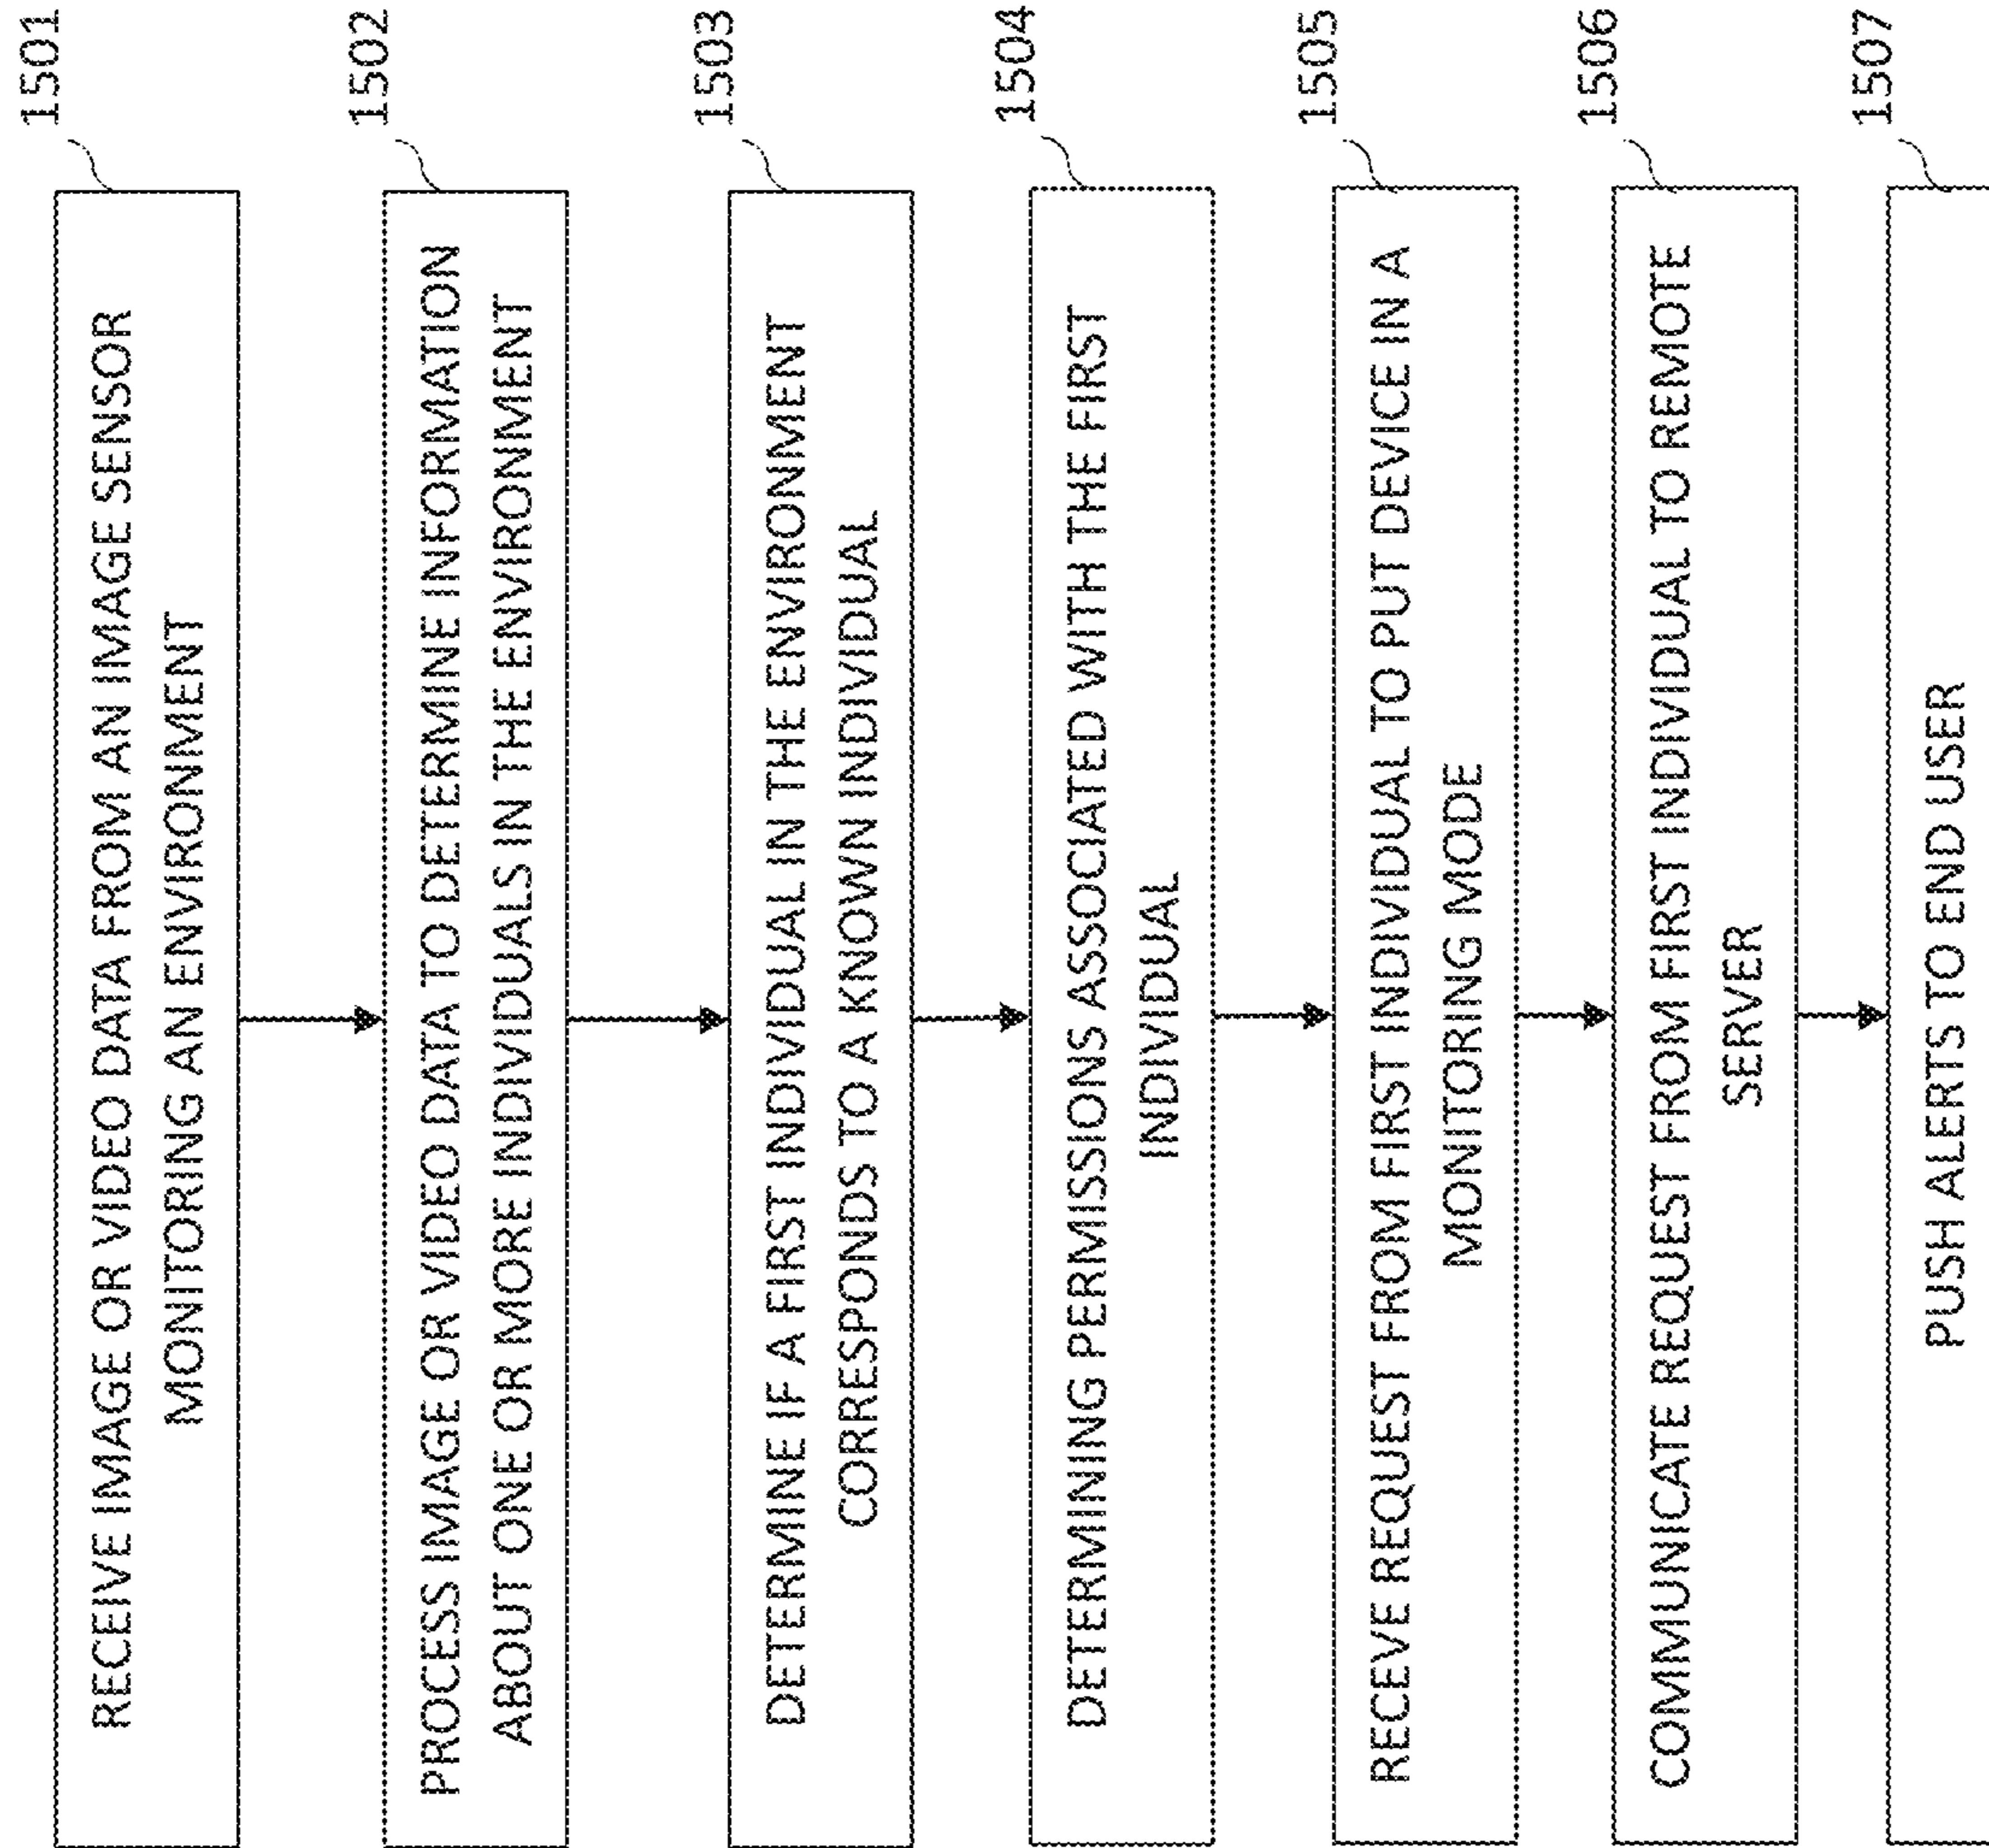 1501
RECEIVE IMAGE OR VIDEO DATA FROM AN IMAGE SENSOR
MONITORING AN ENVIRONMENT
1502
PROCESS IMAGE OR VIDEO DATA TO DETERMINE INFORMATION
ABOUT ONE OR MORE INDIVIDUALS IN THE ENVIRONMENT
1503
DETERMINE IF A FIRST INDIVIDUAL IN THE ENVIRONMENT
CORRESPONDS TO A KNOWN INDIVIDUAL
1504
DETERMINING PERMISSIONS ASSOCIATED WITH THE FIRST
INDIVIDUAL
1505
RECEVE REQUEST FROM FIRST INDIVIDUAL TO PUT DEVICE IN A
MONITORING MODE
1506
COMMUNICATE REQUEST FROM FIRST INDIVIDUAL TO REMOTE
SERVER
1507
PUSH ALERTS TO END USER